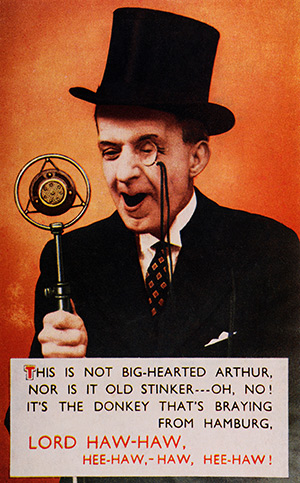 THIS IS NOT BIG-HEARTED ARTHUR,
NOR IS IT OLD STINKER---OH, NO!
IT'S THE DONKEY THAT'S BRAYING
FROM HAMBURG,
LORD HAW-HAW,
HEE-HAW,-HAW, HEE-HAW!